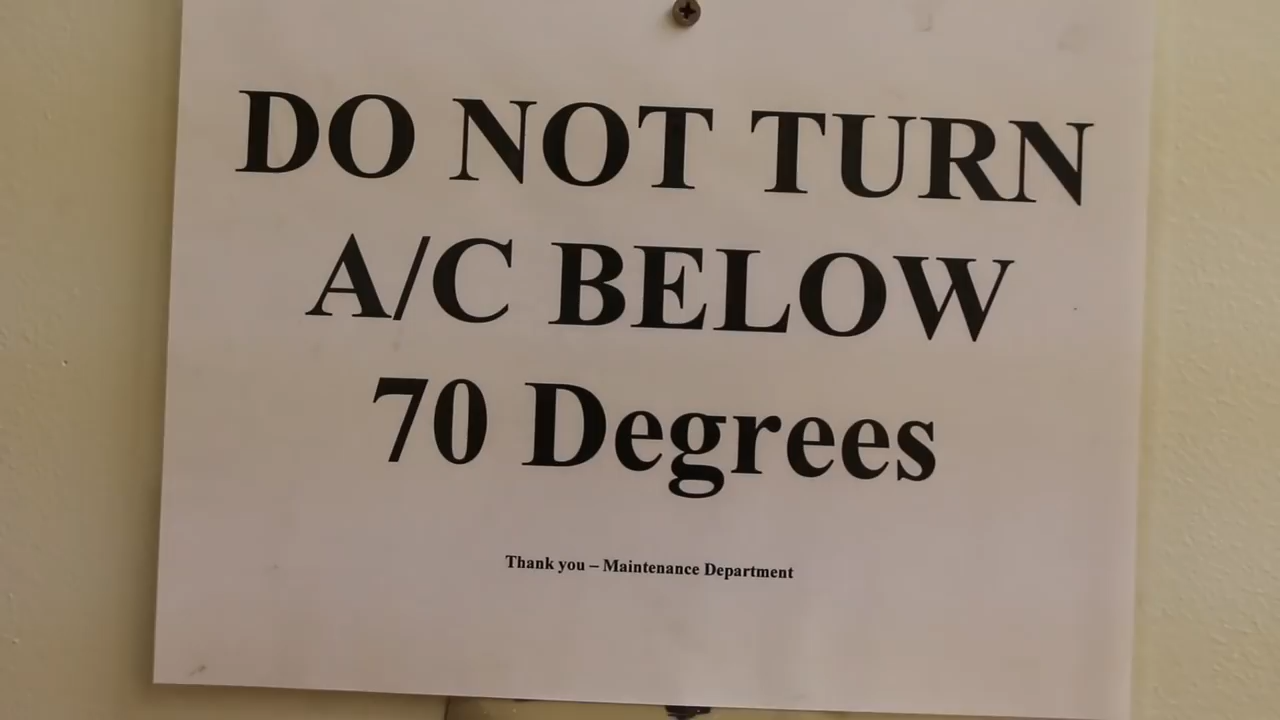 DO NOT TURN
A/C BELOW
70 Degrees
Thank you – Maintenance Department